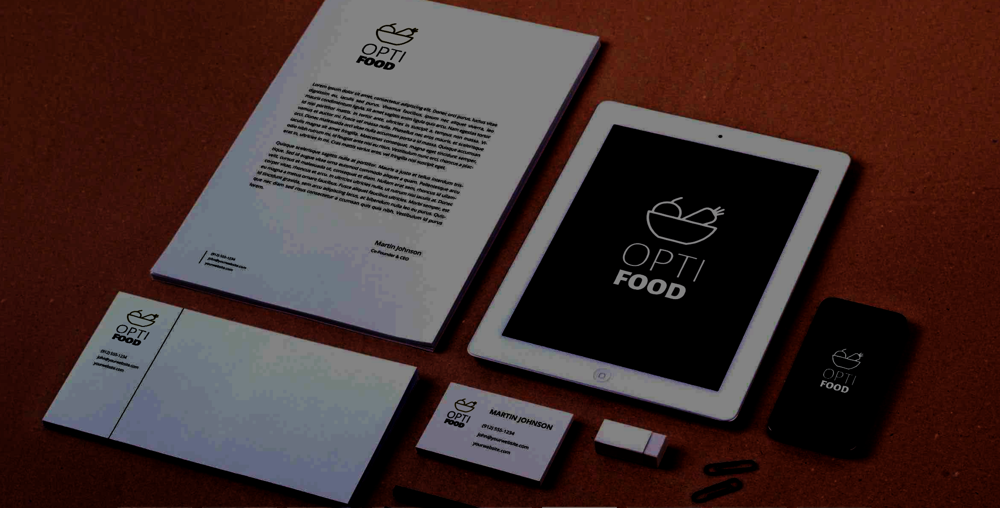 OPTI
FOOD
Lorem ipsum dolor sit amet, consectetur adipiscing elit. Donec orci purus, luctus vitae
dignissim eu, iaculis sed purus. Vivamus faucibus, ipsum nec aliquet viverra, leo
mauris condimentum ligula, sit amet sagittis enim ligula quis arcu. Nam egestas tortor
id nisi porttitor mattis. In tortor ante, ultricies in suscipit a, tempus non massa. Vi-
vamus et auctor mi. Fusce vel massa nulla. Phasellus nec eros mauris, et scelerisque
orci. Donec malesuada orci vitae nulla accumsan porta a id massa. Quisque accumsan
iaculis magna sit amet fringilla. Maecenas consequat, magna eget tincidunt semper,
odio nibh rutrum mi, id feugiat ante nisi eu risus. Vestibulum nunc orci, rhoncus a plac-
erat in, ultricies in mi. Cras mattis varius eros, vel fringilla nisi suscipit eget.
Quisque scelerisque sagittis nulla at porttitor. Mauris a justo et tellus interdum tris-
tique. Sed id augue vitae urna euismod commodo aliquet a quam. Pellentesque arcu
velit, cursus et malesuada ut, consequat et diam. Nullam erat sem, rhoncus id ullam-
corper vitae, rhoncus et arcu. In ultricies ultricies nulla, ut rutrum nisi iaculis at. Donec
eu magna a metus ornare faucibus. Fusce aliquet faucibus ultricies. Morbi semper, est
id tincidunt gravida, sem arcu adipiscing lacus, ac bibendum nulla leo eu purus. Quis-
que nec diam sed risus consectetur a ccumsan quis quis nibh. Vestibulum id purus
lorem.
Martin Johnson
Co-Founder & CEO
(912) 555-1234
john@yourwebsite.com
yourwebsite.com
OPTI
FOOD
OPTI
FOOD
(912) 555-1234
john@yourwebsite.com
yourwebsite.com
OPTI
FOOD
MARTIN JOHNSON
(912) 555-1234
john@yourwebsite.com
yourwebsite.com
OPTI
FOOD